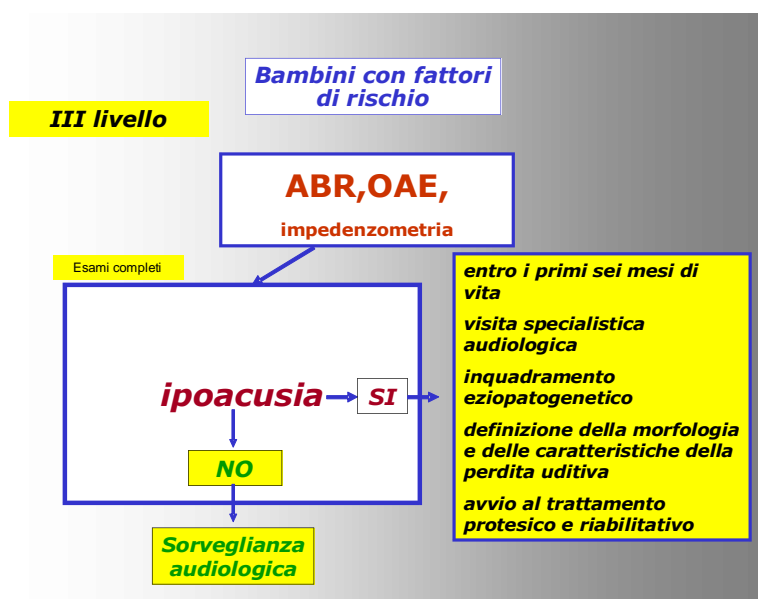 Bambini con fattori
di rischio
III livello
ABR,OAE,
impedenzometria
Esami completi
ipoacusia
SI
NO
Sorveglianza
audiologica
entro i primi sei mesi di
vita
visita specialistica
audiologica
inquadramento
eziopatogenetico
definizione della morfologia
e delle caratteristiche della
perdita uditiva
avvio al trattamento
protesico e riabilitativo